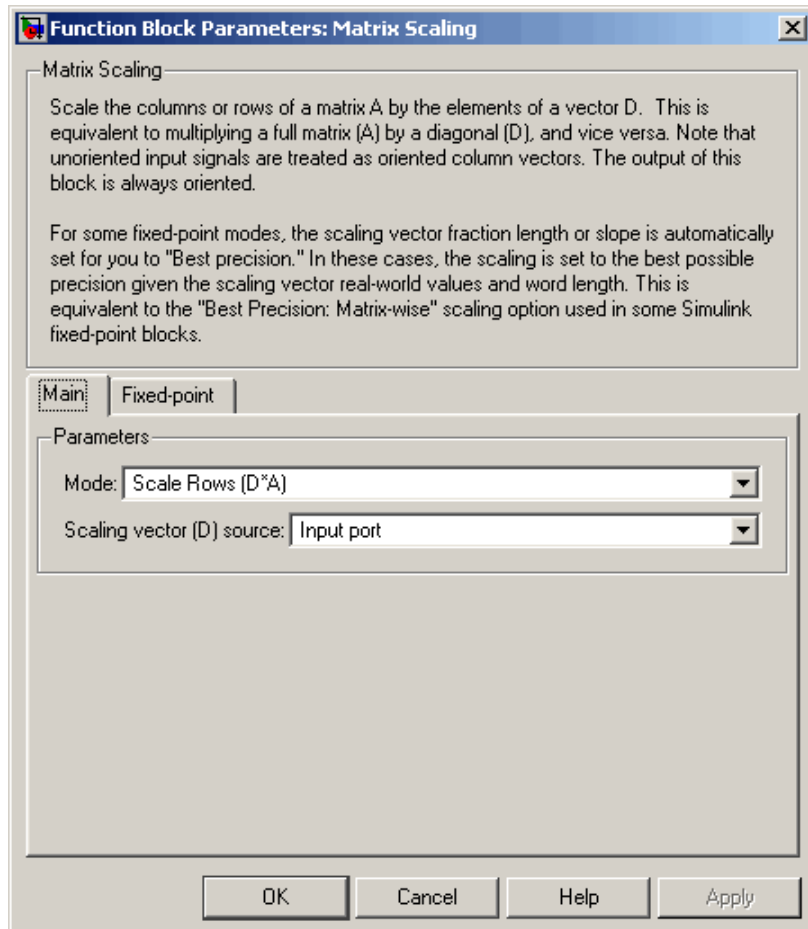 Function Block Parameters: Matrix Scaling
Matrix Scaling
Scale the columns or rows of a matrix A by the elements of a vector D.  This is
equivalent to multiplying a full matrix (A) by a diagonal (D), and vice versa. Note that
unoriented input signals are treated as oriented column vectors. The output of this
block is always oriented.
For some fixed-point modes, the scaling vector fraction length or slope is automatically
set for you to "Best precision." In these cases, the scaling is set to the best possible
precision given the scaling vector real-world values and word length. This is
equivalent to the "Best Precision: Matrix-wise" scaling option used in some Simulink
fixed-point blocks.
Main Fixed-point
Parameters
Mode: Scale Rows (D*A)
Scaling vector (D) source: Input port
OK Cancel Help Apply